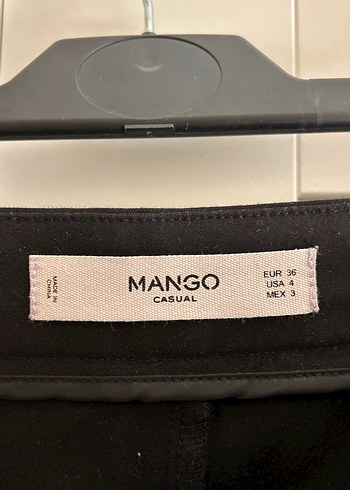 MADE IN
CHINA
MANGO
CASUAL
EUR 36
USA 4
MEX 3